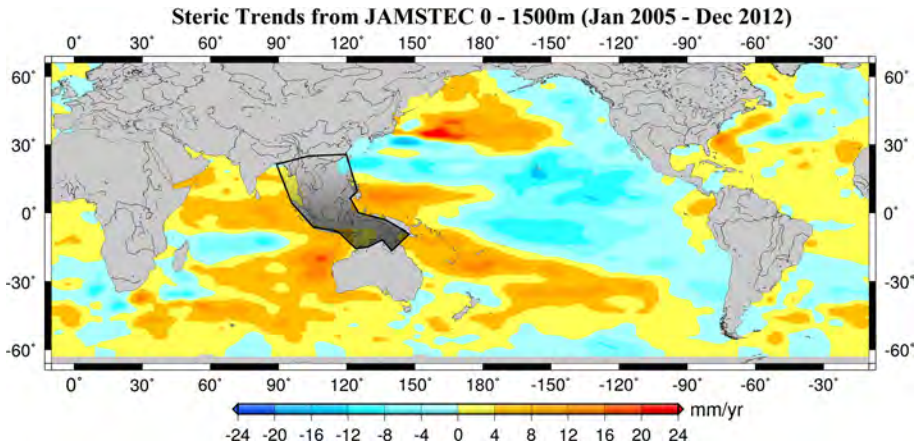 Steric Trends from JAMSTEC 0 - 1500m (Jan 2005 - Dec 2012)
0˚ 30˚ 60˚ 90˚ 120˚ 150˚ 180˚ -150˚ -120˚ -90˚ -60˚ -30˚
60˚ 60˚
30˚ 30˚
0˚ 0˚
-30˚ -30˚
-60˚ -60˚
0˚ 30˚ 60˚ 90˚ 120˚ 150˚ 180˚ -150˚ -120˚ -90˚ -60˚ -30˚
mm/yr
-24 -20 -16 -12 -8 -4 0 4 8 12 16 20 24